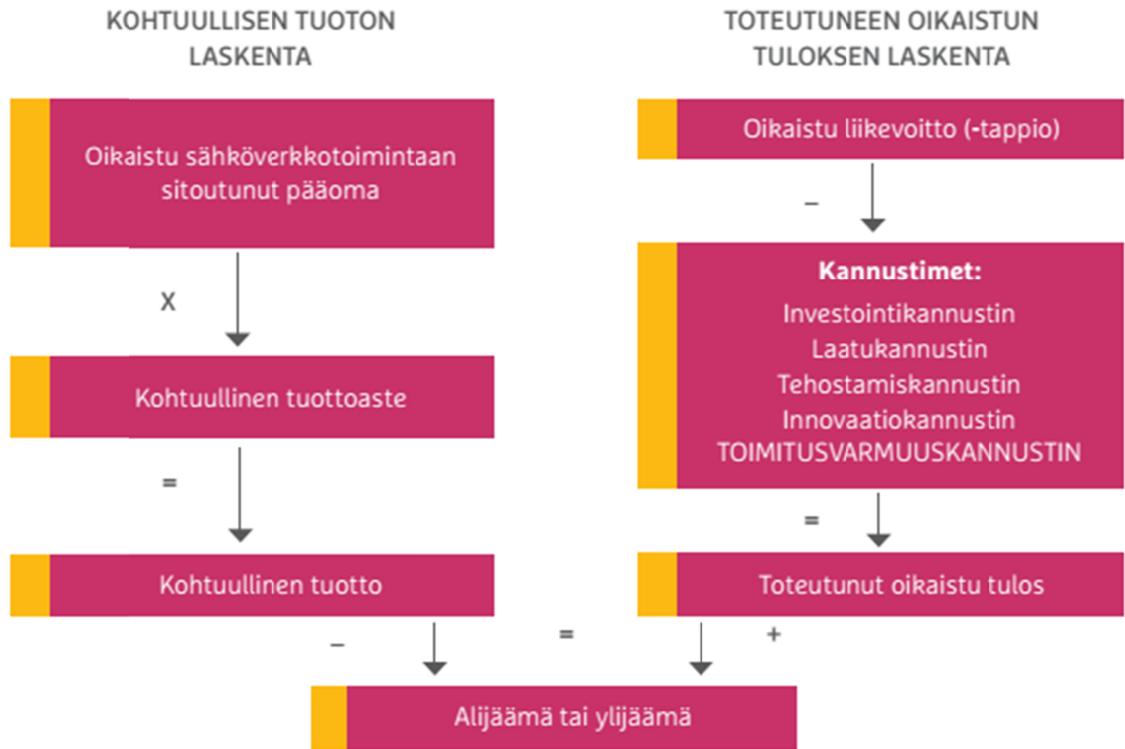 KOHTUULLISEN TUOTON
LASKENTA
Oikaistu sähköverkkotoimintaan
sitoutunut pääoma
X
Kohtuullinen tuottoaste
=
Kohtuullinen tuotto
TOTEUTUNEEN OIKAISTUN
TULOKSEN LASKENTA
Oikaistu liikevoitto (-tappio)
–
Kannustimet:
Investointikannustin
Laatukannustin
Tehostamiskannustin
Innovaatiokannustin
TOIMITUSVARMUUSKANNUSTIN
=
Toteutunut oikaistu tulos
– = +
Alijäämä tai ylijäämä